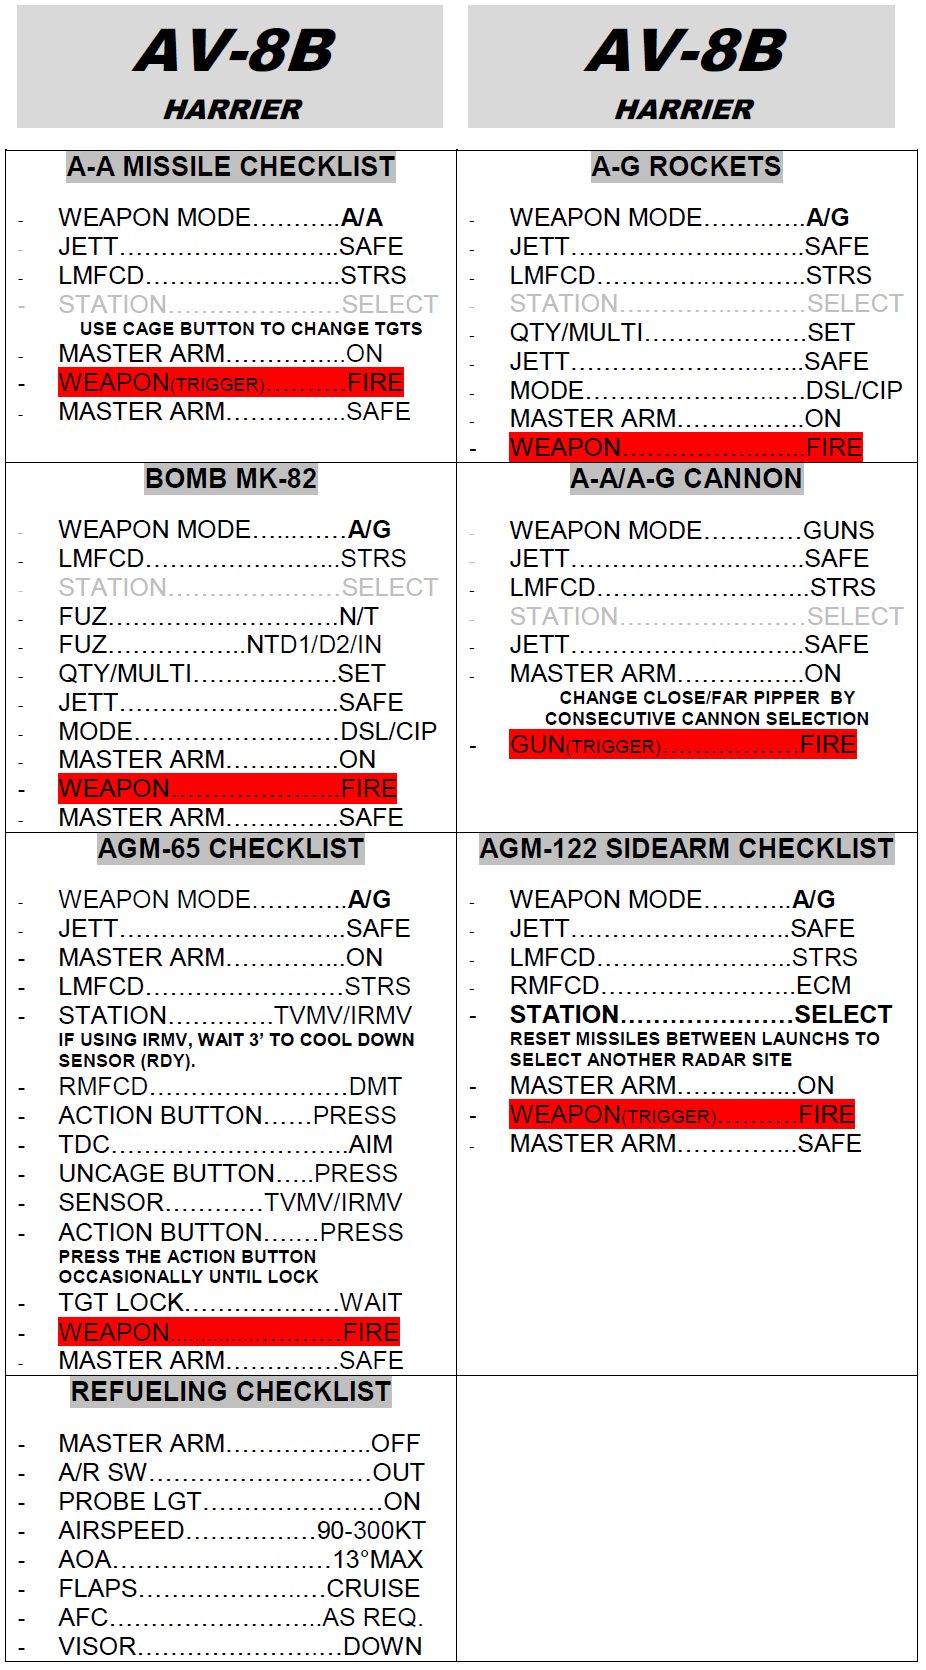 AV-8B
HARRIER
AV-8B
HARRIER
A-A MISSILE CHECKLIST
- WEAPON MODE...........A/A
- JETT...........................SAFE
- LMFCD........................STRS
- STATION.....................SELECT
USE CAGE BUTTON TO CHANGE TGTS
- MASTER ARM...............ON
- WEAPON(TRIGGER)..........FIRE
- MASTER ARM...............SAFE
A-G ROCKETS
- WEAPON MODE.............A/G
- JETT.............................SAFE
- LMFCD..........................STRS
- STATION.......................SELECT
- QTY/MULTI....................SET
- JETT.............................SAFE
- MODE...........................DSL/CIP
- MASTER ARM................ON
- WEAPON.......................FIRE
BOMB MK-82
- WEAPON MODE............A/G
- LMFCD........................STRS
- STATION.....................SELECT
- FUZ............................N/T
- FUZ.................NTD1/D2/IN
- QTY/MULTI..................SET
- JETT...........................SAFE
- MODE.........................DSL/CIP
- MASTER ARM..............ON
- WEAPON.....................FIRE
- MASTER ARM..............SAFE
A-A/A-G CANNON
- WEAPON MODE............GUNS
- JETT.............................SAFE
- LMFCD..........................STRS
- STATION.......................SELECT
- JETT.............................SAFE
- MASTER ARM................ON
CHANGE CLOSE/FAR PIPPER BY
CONSECUTIVE CANNON SELECTION
- GUN(TRIGGER).................FIRE
AGM-65 CHECKLIST
- WEAPON MODE............A/G
- JETT............................SAFE
- MASTER ARM...............ON
- LMFCD........................STRS
- STATION.............TVMV/IRMV
IF USING IRMV, WAIT 3’ TO COOL DOWN
SENSOR (RDY).
- RMFCD........................DMT
- ACTION BUTTON......PRESS
- TDC.............................AIM
- UNCAGE BUTTON.....PRESS
- SENSOR............TVMV/IRMV
- ACTION BUTTON.......PRESS
PRESS THE ACTION BUTTON
OCCASIONALLY UNTIL LOCK
- TGT LOCK...................WAIT
- WEAPON.........................FIRE
- MASTER ARM..............SAFE
AGM-122 SIDEARM CHECKLIST
- WEAPON MODE...........A/G
- JETT...........................SAFE
- LMFCD........................STRS
- RMFCD........................ECM
- STATION.....................SELECT
RESET MISSILES BETWEEN LAUNCHS TO
SELECT ANOTHER RADAR SITE
- MASTER ARM...............ON
- WEAPON(TRIGGER)..........FIRE
- MASTER ARM...............SAFE
REFUELING CHECKLIST
- MASTER ARM..................OFF
- A/R SW...........................OUT
- PROBE LGT......................ON
- AIRSPEED................90-300KT
- AOA...........................13°MAX
- FLAPS.......................CRUISE
- AFC..........................AS REQ.
- VISOR.........................DOWN